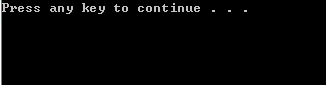 Press any key to continue . . .